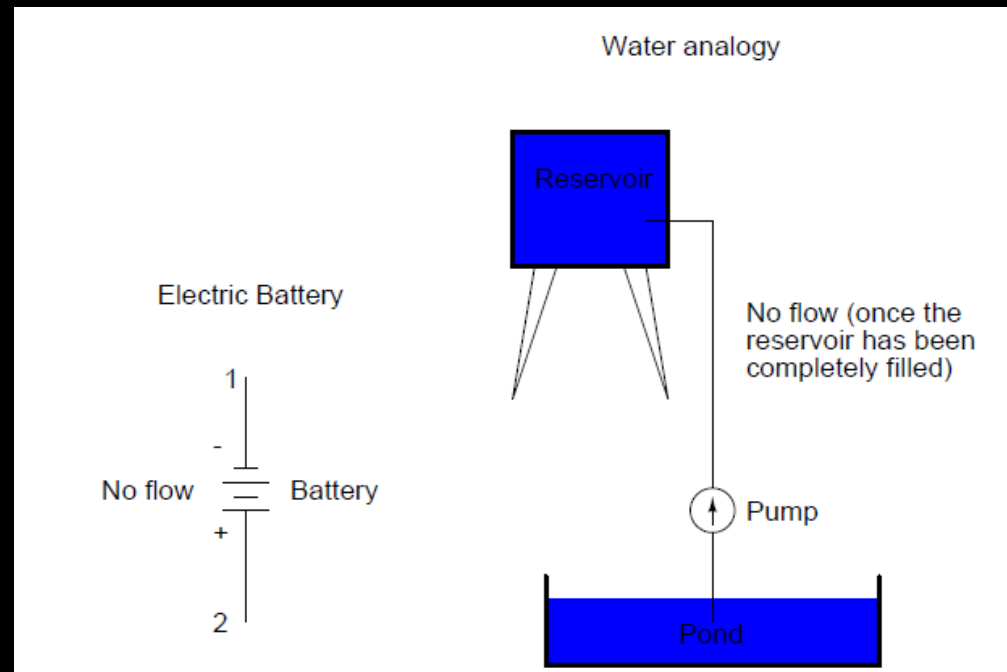 Water analogy
Reservoir
Electric Battery
No flow (once the
reservoir has been
completely filled)
1
-
No flow
Battery
+
Pump
2
Pond